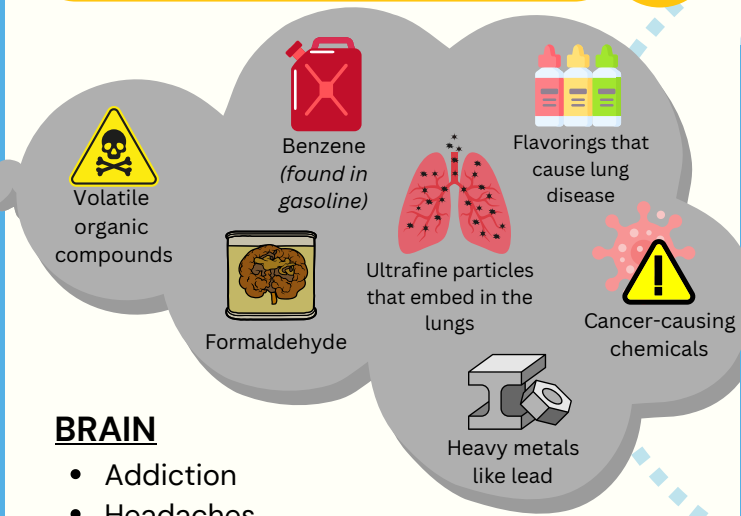 Volatile
organic
compounds
Benzene
(found in
gasoline)
Flavorings that
cause lung
disease
Formaldehyde
Ultrafine particles
that embed in the
lungs
Cancer-causing
chemicals
Heavy metals
like lead
BRAIN
• Addiction
• Headaches